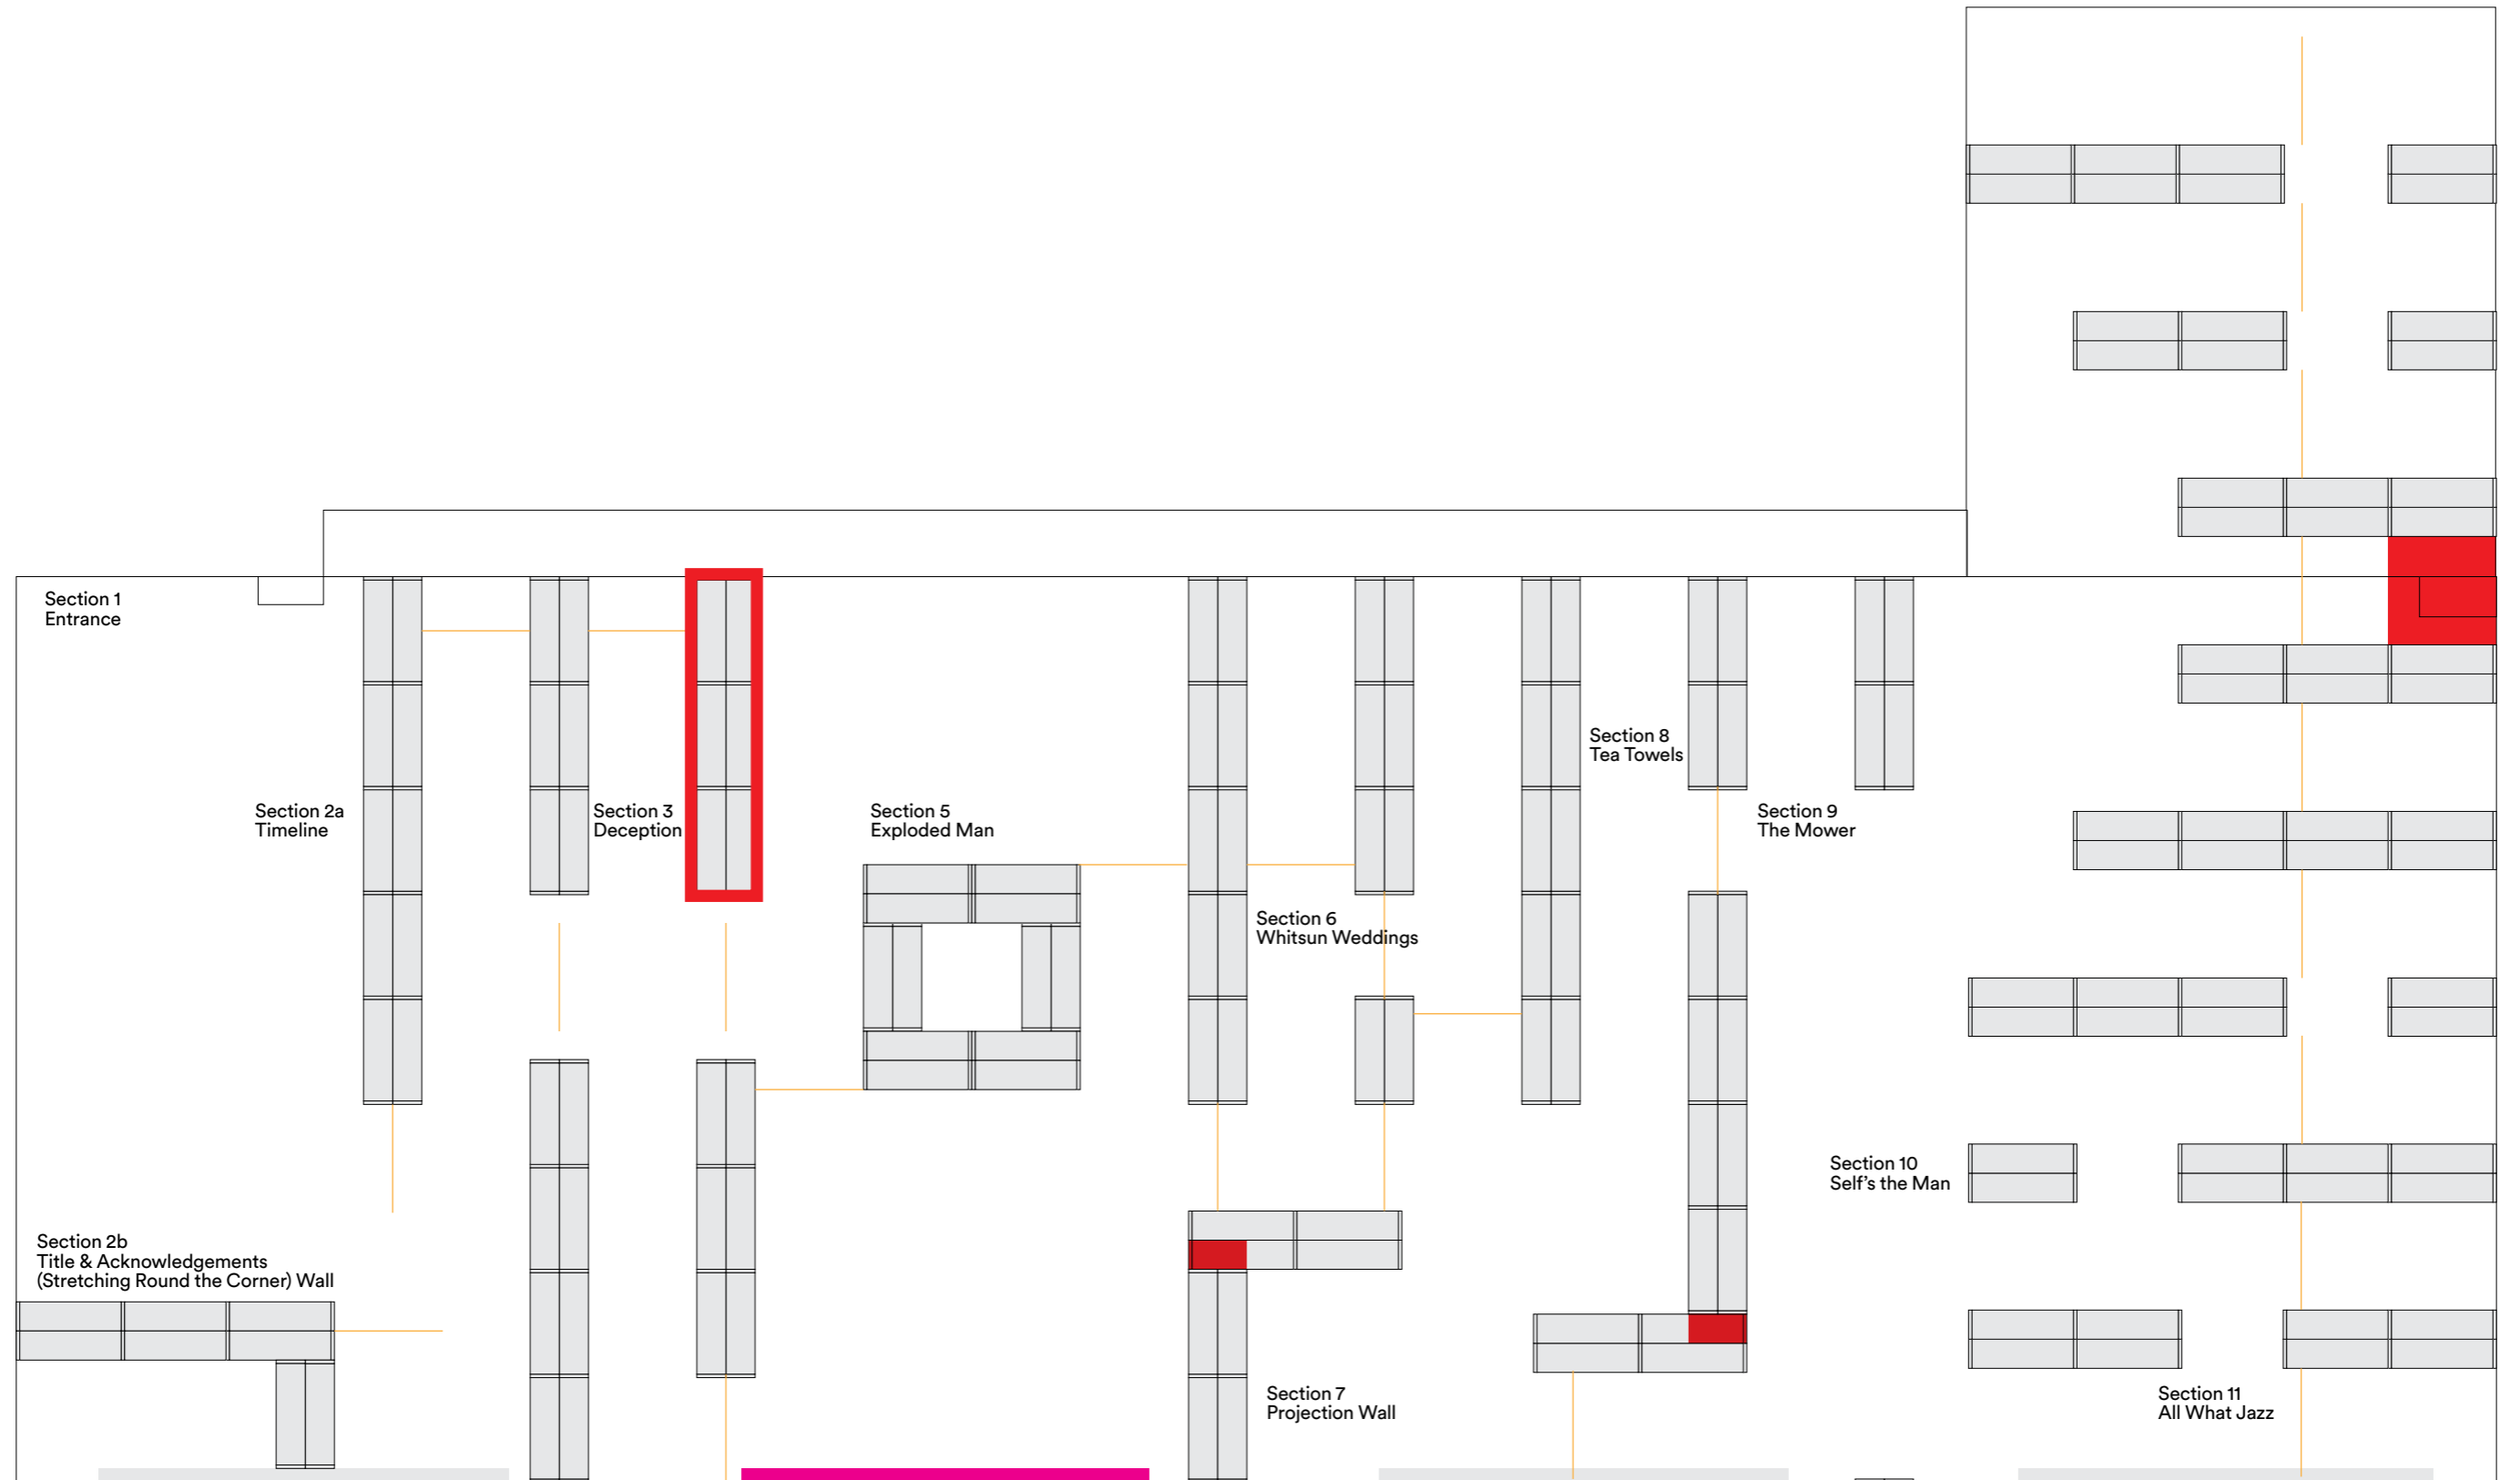 Section 1
Entrance
Section 2a
Timeline
Section 2b
Title & Acknowledgements
(Stretching Round the Corner) Wall
Section 3
Deception
Section 5
Exploded Man
Section 6
Whitsun Weddings
Section 7
Projection Wall
Section 8
Tea Towels
Section 9
The Mower
Section 10
Self’s the Man
Section 11
All What Jazz